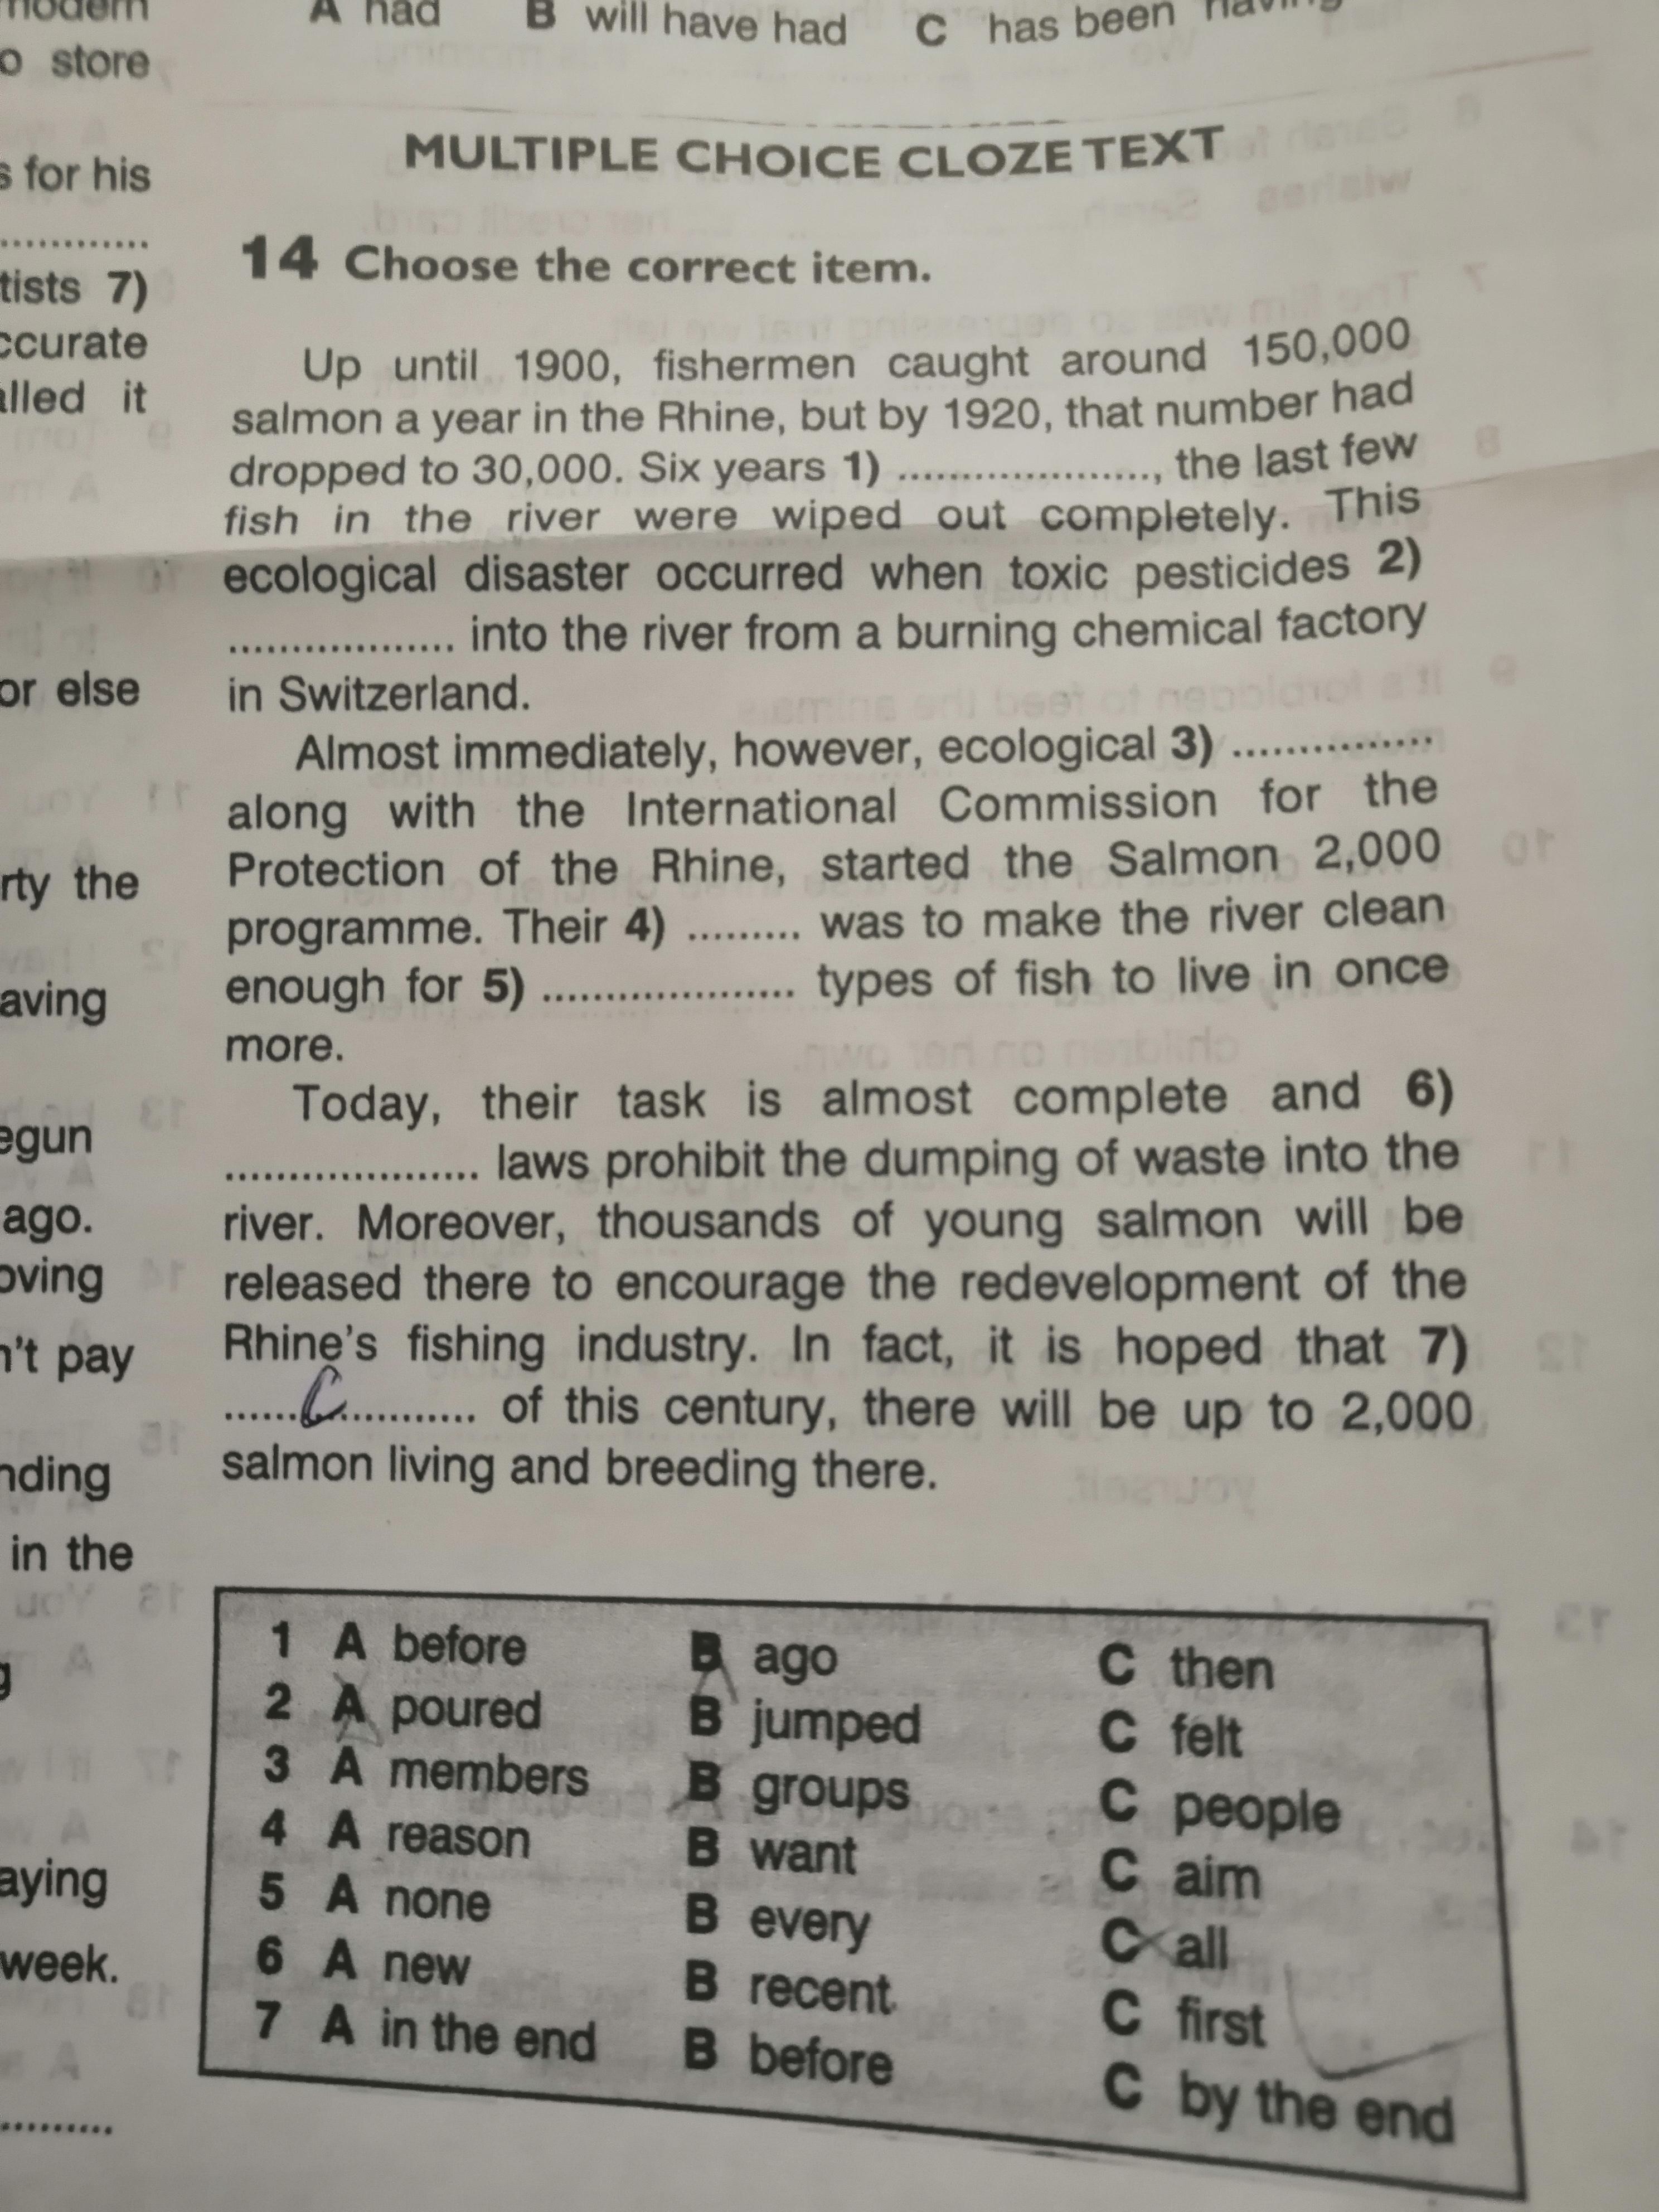 A had B will have had C has been having
modern
o store
s for his
tists 7)
ccurate
alled it
or else
rty the
aving
egun
ago.
oving
n't pay
nding
in the
g
aying
week.
MULTIPLE CHOICE CLOZE TEXT
14 Choose the correct item.
Up until 1900, fishermen caught around 150,000
salmon a year in the Rhine, but by 1920, that number had
dropped to 30,000. Six years 1) ...................., the last few
fish in the river were wiped out completely. This
ecological disaster occurred when toxic pesticides 2)
.................. into the river from a burning chemical factory
in Switzerland.
Almost immediately, however, ecological 3) ................
along with the International Commission for the
Protection of the Rhine, started the Salmon 2,000
programme. Their 4) ......... was to make the river clean
enough for 5) .................... types of fish to live in once
more.
Today, their task is almost complete and 6)
.................... laws prohibit the dumping of waste into the
river. Moreover, thousands of young salmon will be
released there to encourage the redevelopment of the
Rhine's fishing industry. In fact, it is hoped that 7)
......C........... of this century, there will be up to 2,000
salmon living and breeding there.
1 A before B ago C then
2 A poured B jumped C felt
3 A members B groups C people
4 A reason B want C aim
5 A none B every C all
6 A new B recent C first
7 A in the end B before C by the end